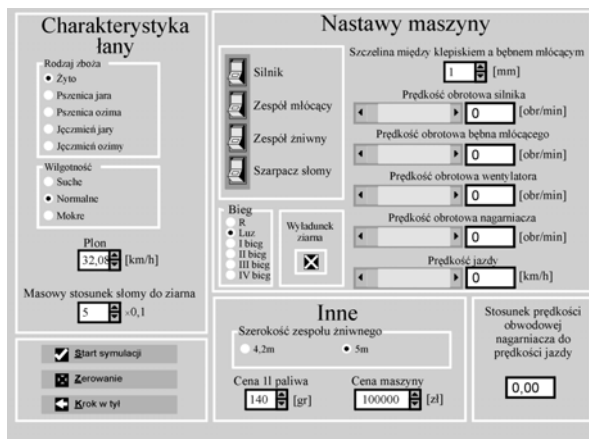 Charakterystyka
łany
Rodzaj zboża
Żyto
Pszenica jara
Pszenica ozima
Jęczmień jary
Jęczmień ozimy
Wilgotność
Suche
Normalne
Mokre
Plon
32,08 [km/h]
Masowy stosunek słomy do ziarna
5 ×0,1
Start symulacji
Zerowanie
Krok w tył
Nastawy maszyny
Silnik
Zespół młócący
Zespół żniwny
Szarpacz słomy
Bieg
R
Luz
I bieg
II bieg
III bieg
IV bieg
Wyładunek
ziarna
Szczelina między klepiskiem a bębnem młócącym
1 [mm]
Prędkość obrotowa silnika
0 [obr/min]
Prędkość obrotowa bębna młócącego
0 [obr/min]
Prędkość obrotowa wentylatora
0 [obr/min]
Prędkość obrotowa nagarniacza
0 [obr/min]
Prędkość jazdy
0 [km/h]
Inne
Szerokość zespołu żniwnego
4,2m 5m
Cena 1l paliwa
140 [gr]
Cena maszyny
100000 [zł]
Stosunek prędkości
obwodowej
nagarniacza do
prędkości jazdy
0,00